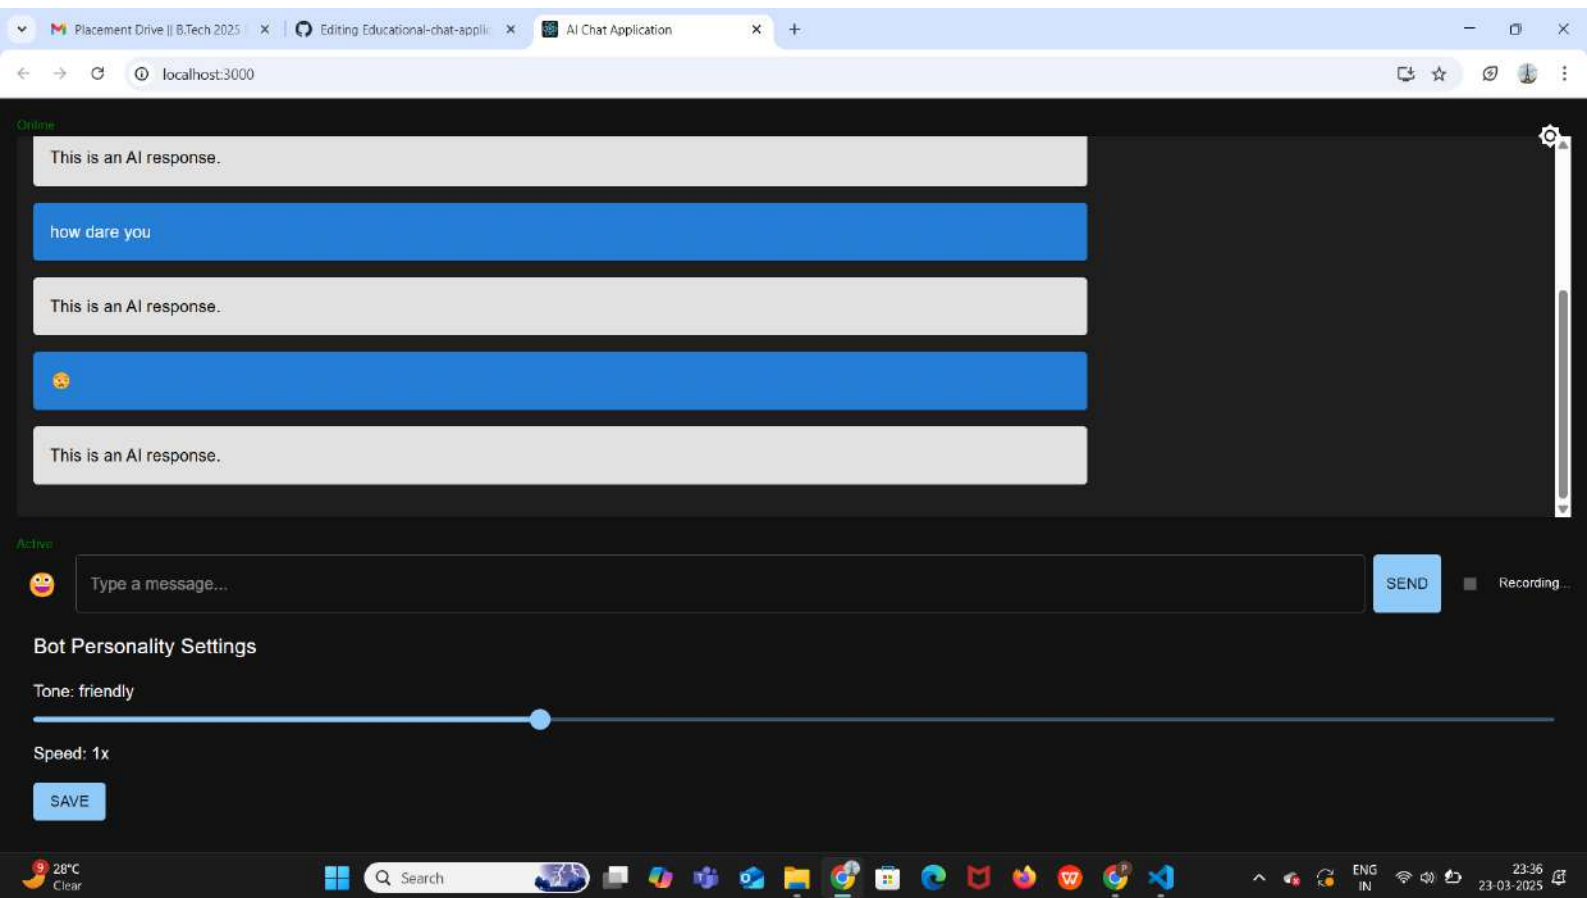 Placement Drive || B.Tech 2025
Editing Educational-chat-applic
AI Chat Application
localhost:3000
Online
This is an AI response.
how dare you
This is an AI response.
This is an AI response.
Active
Type a message...
SEND
Recording...
Bot Personality Settings
Tone: friendly
Speed: 1x
SAVE
9
28°C
Clear
Search
P
ENG
IN
23:36
23-03-2025